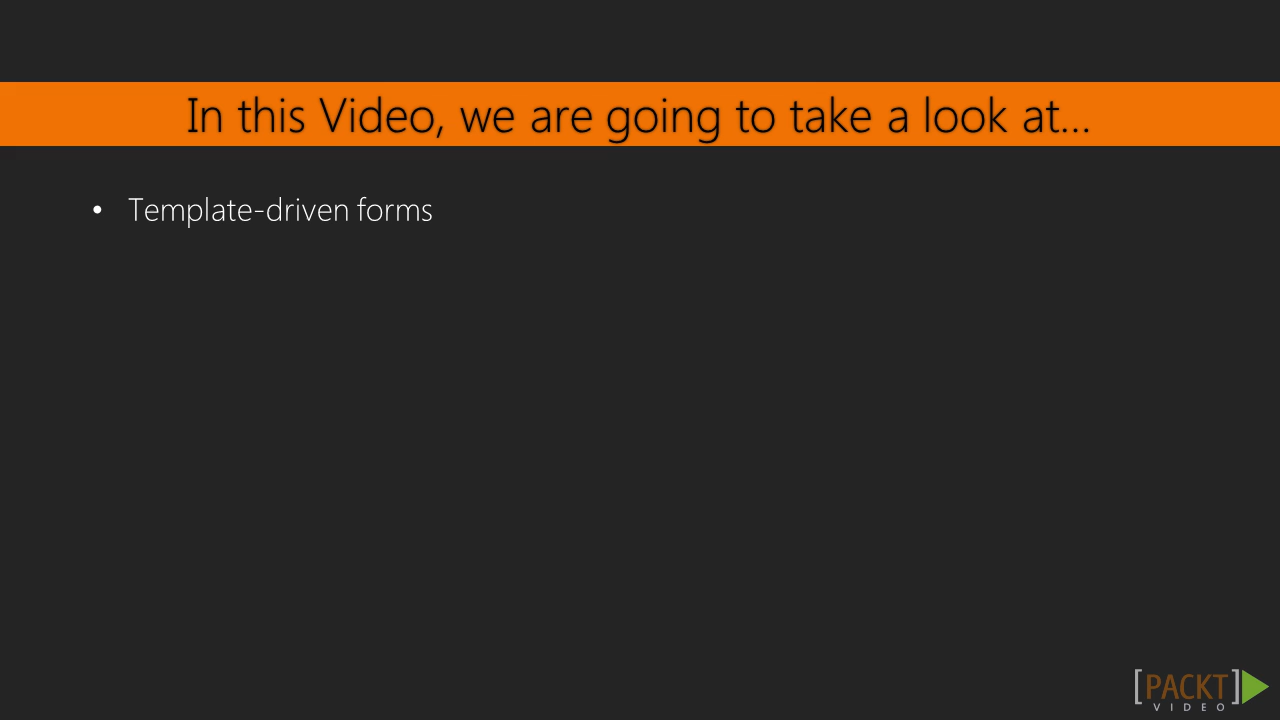 In this Video, we are going to take a look at...
• Template-driven forms
[PACKT]
VIDEO